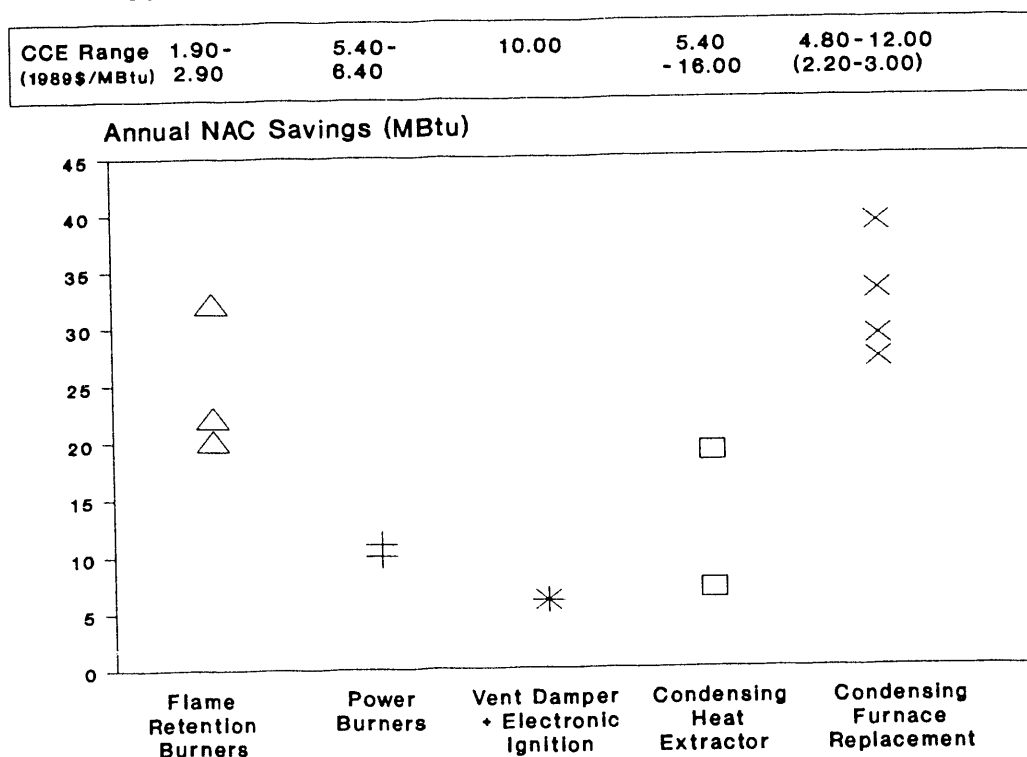 CCE Range 1.90- 5.40- 10.00 5.40 4.80-12.00
(1989$/MBtu) 2.90 6.40 -16.00 (2.20-3.00)
Annual NAC Savings (MBtu)
45
40
35
30
25
20
15
10
5
0
Flame Power Vent Damper Condensing Condensing
Retention Burners + Electronic Heat Furnace
Burners Ignition Extractor Replacement